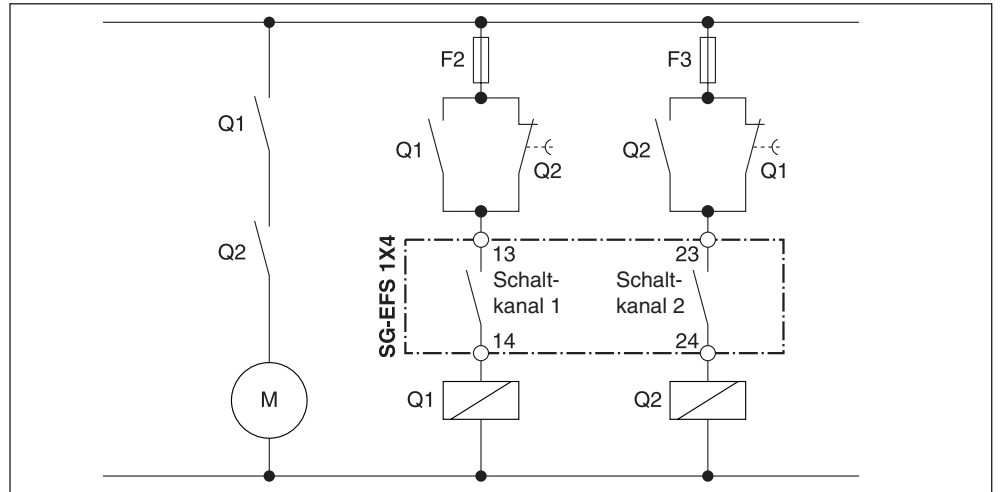 F2
F3
Q1
Q1
Q2
Q2
Q1
Q2
SG-EFS 1X4
13
Schalt-
kanal 1
14
23
Schalt-
kanal 2
24
M
Q1
Q2